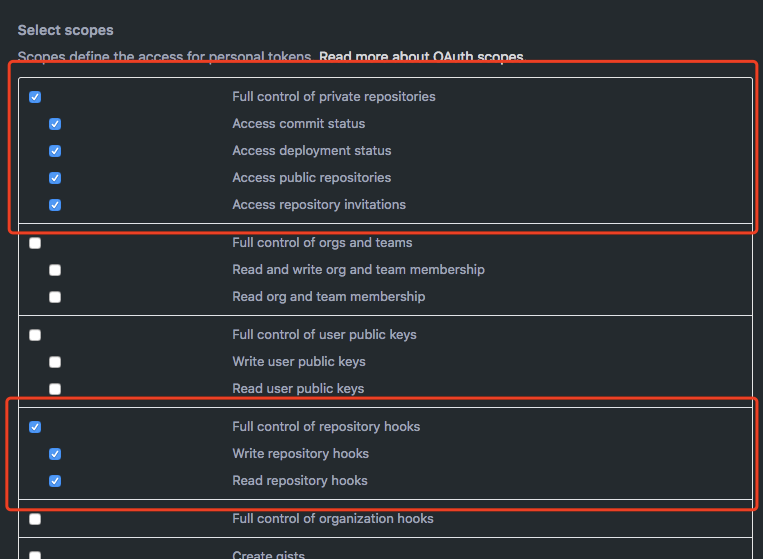 Select scopes
Scopes define the access for personal tokens. Read more about OAuth scopes.
Full control of private repositories
Access commit status
Access deployment status
Access public repositories
Access repository invitations
Full control of orgs and teams
Read and write org and team membership
Read org and team membership
Full control of user public keys
Write user public keys
Read user public keys
Full control of repository hooks
Write repository hooks
Read repository hooks
Full control of organization hooks
Create gists